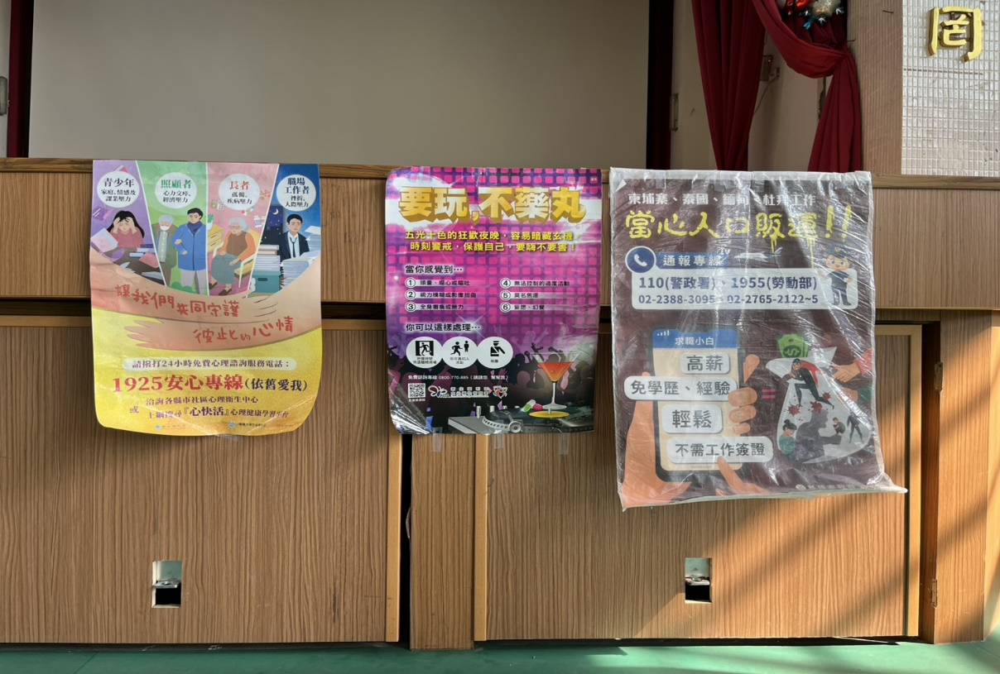 青少年
家庭、情感及
課業壓力
照顧者
心力交瘁、
經濟壓力
長者
孤獨、
疾病壓力
職場
工作者
挫折、
人際壓力
讓我們共同守護
彼此的心情
請撥打24小時免費心理諮詢服務電話：
1925安心專線(依舊愛我)
洽詢各縣市社區心理衛生中心
或 上網搜尋『心快活』心理健康學習平台
要玩,不藥丸
五光十色的狂歡夜晚，容易暗藏玄機
時刻警戒，保護自己，要嗨不要害！
當你感覺到…
① 頭暈、噁心或嘔吐
② 視力模糊或影像扭曲
③ 全身癱瘓或無力
④ 無法控制的過度活動
⑤ 莫名焦慮
⑥ 妄想、幻覺
你可以這樣處理…
快速離開現場
免費諮詢專線 0800-770-885 (請請您 幫幫我)
柬埔寨、泰國、緬甸、杜拜工作
當心人口販運!!
通報專線
110(警政署)、1955(勞動部)
02-2388-3095、02-2765-2122~5
求職小白
高薪
免學歷、經驗
輕鬆
不需工作簽證